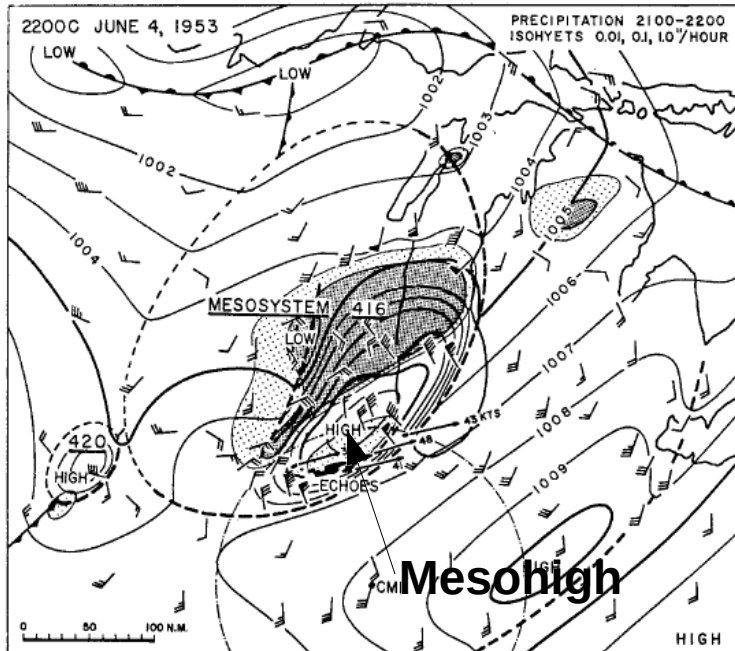 2200C JUNE 4, 1953
PRECIPITATION 2100-2200
ISOHYETS 0.01, 0.1, 1.0"/HOUR
LOW
LOW
1002
1003
1002
1004
1005
1004
1006
MESOSYSTEM 416
LOW
1007
1008
HIGH
43 KTS
48
420
HIGH
41
ECHOES
1009
CMI
Mesohigh
HIGH
0 50 100 N.M.
HIGH